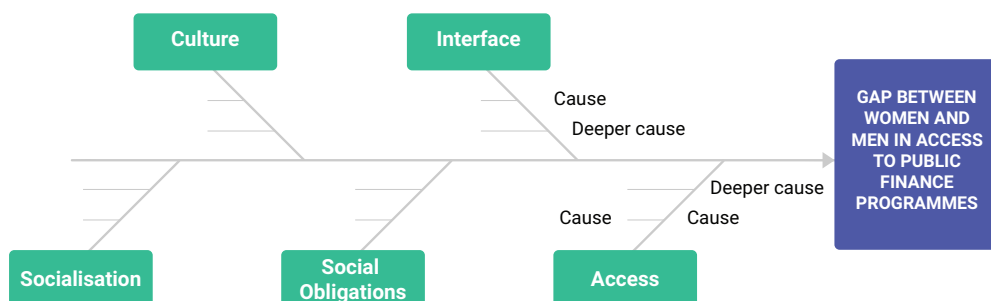 Culture
Interface
GAP BETWEEN
WOMEN AND
MEN IN ACCESS
TO PUBLIC
FINANCE
PROGRAMMES
Cause
Deeper cause
Deeper cause
Cause
Cause
Socialisation
Social
Obligations
Access